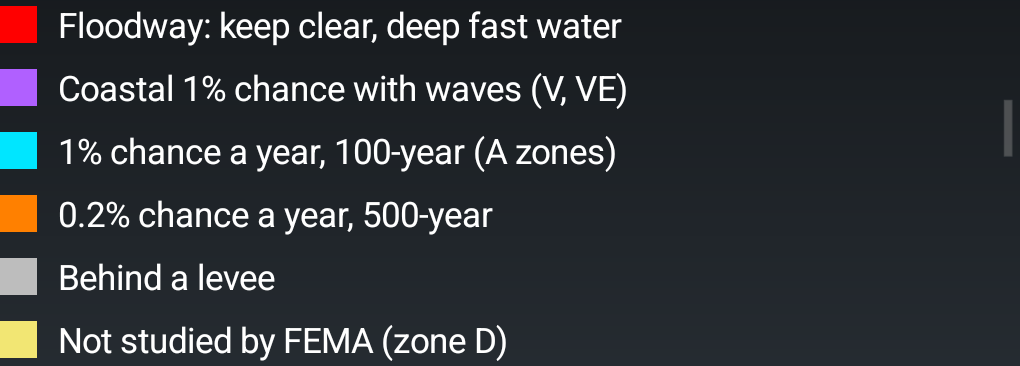 Floodway: keep clear, deep fast water
Coastal 1% chance with waves (V, VE)
1% chance a year, 100-year (A zones)
0.2% chance a year, 500-year
Behind a levee
Not studied by FEMA (zone D)